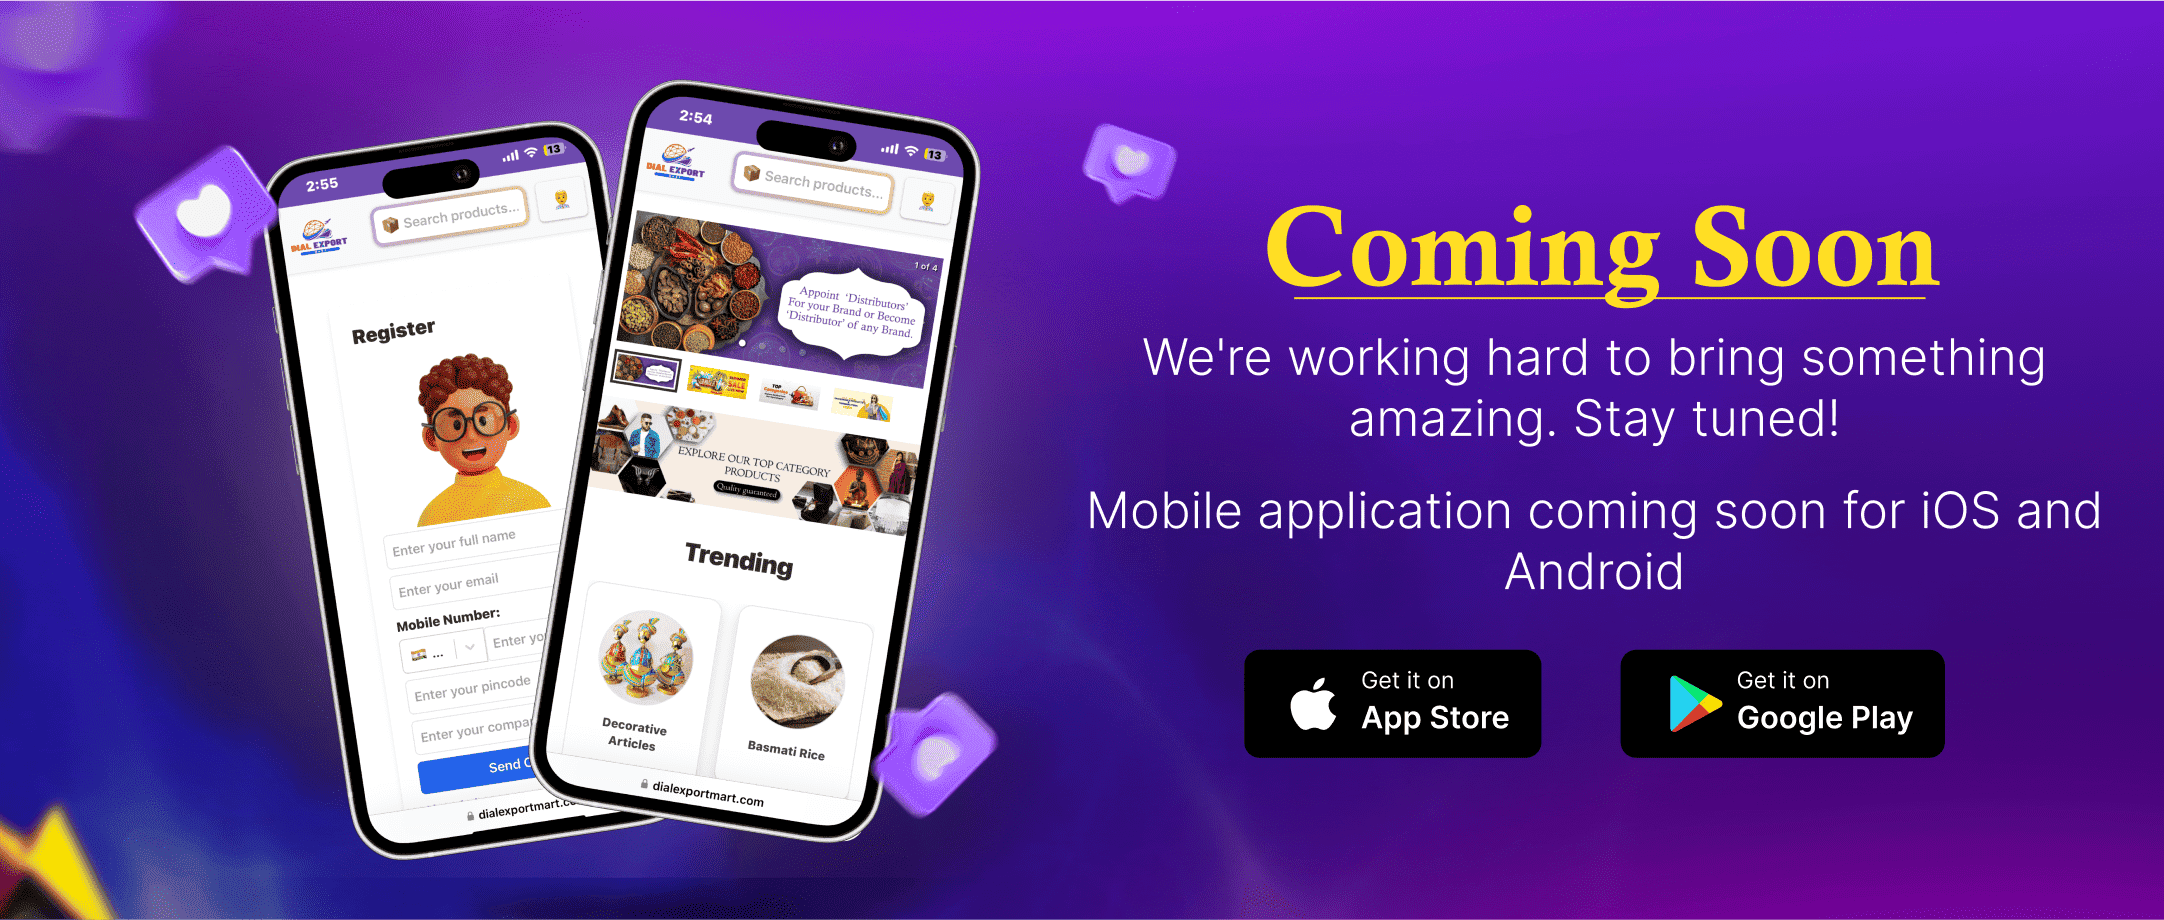 2:55
13
DIAL EXPORT
Search products...
Register
Enter your full name
Enter your email
Mobile Number:
...
Enter yo
Enter your pincode
Enter your compa
Send O
dialexportmart.co
2:54
13
DIAL EXPORT
Search products...
1 of 4
Appoint 'Distributors'
For your Brand or Become
'Distributor' of any Brand.
SALE
TOP
Categories
EXPLORE OUR TOP CATEGORY
PRODUCTS
Quality guaranteed
Trending
Decorative
Articles
Basmati Rice
dialexportmart.com
Coming Soon
We're working hard to bring something
amazing. Stay tuned!
Mobile application coming soon for iOS and
Android
Get it on
App Store
Get it on
Google Play